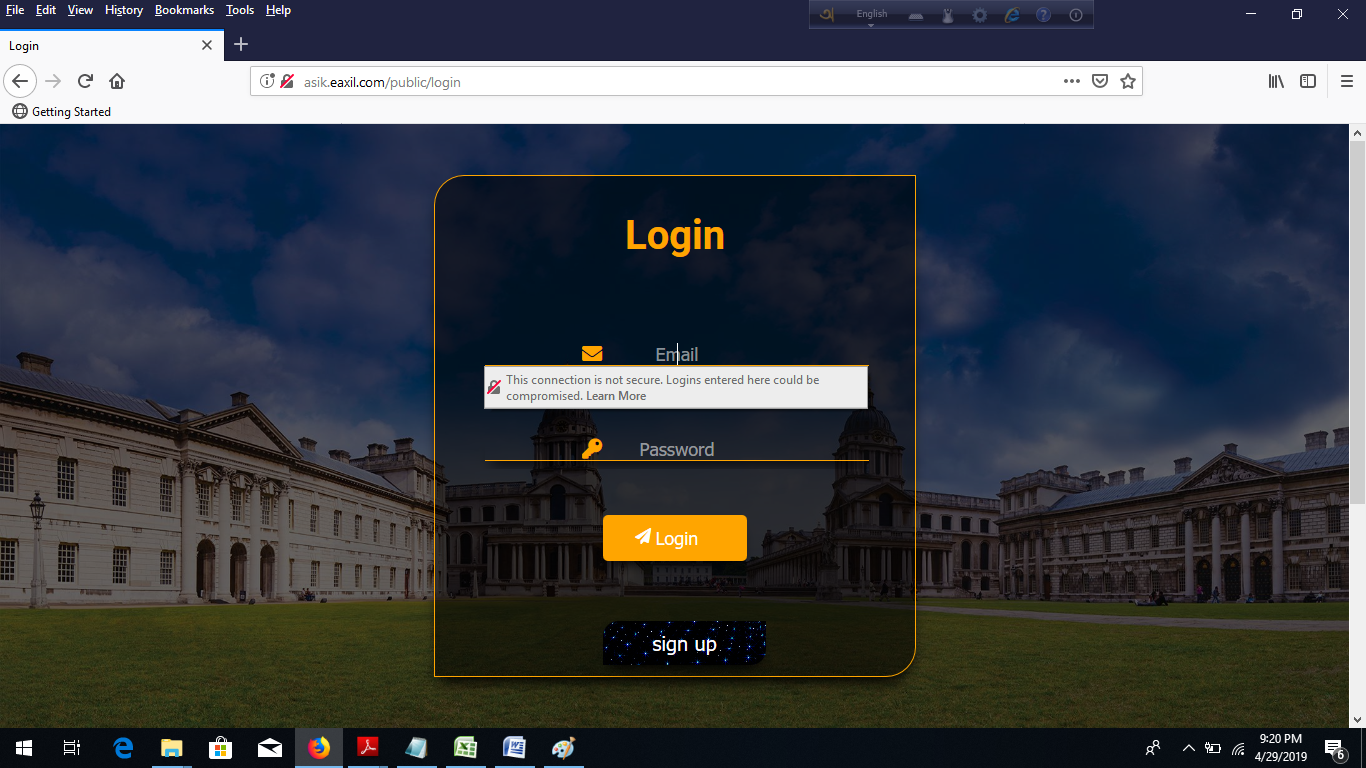 File Edit View History Bookmarks Tools Help
অ English
Login
asik.eaxil.com/public/login
Getting Started
Login
Email
This connection is not secure. Logins entered here could be
compromised. Learn More
Password
Login
sign up
9:20 PM
4/29/2019
6